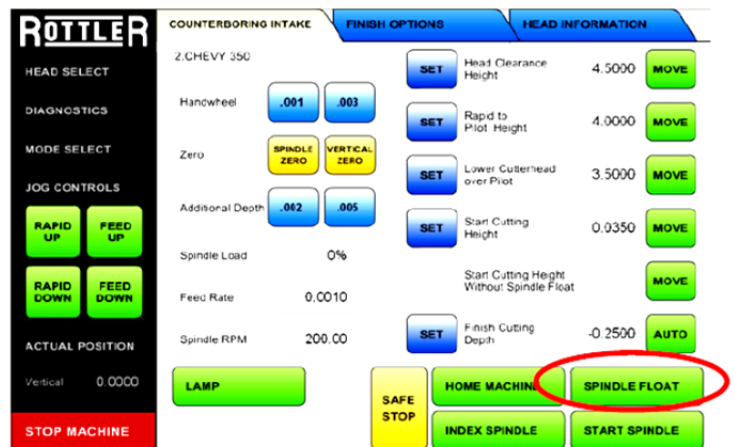 ROTTLER
COUNTERBORING INTAKE
FINISH OPTIONS
HEAD INFORMATION
HEAD SELECT
DIAGNOSTICS
MODE SELECT
JOG CONTROLS
RAPID UP
FEED UP
RAPID DOWN
FEED DOWN
ACTUAL POSITION
Vertical 0.0000
STOP MACHINE
2.CHEVY 350
Handwheel .001 .003
Zero SPINDLE ZERO VERTICAL ZERO
Additional Depth .002 .005
Spindle Load 0%
Feed Rate 0.0010
Spindle RPM 200.00
SET Head Clearance Height 4.5000 MOVE
SET Rapid to Pilot Height 4.0000 MOVE
SET Lower Cutterhead over Pilot 3.5000 MOVE
SET Start Cutting Height 0.0350 MOVE
Start Cutting Height Without Spindle Float MOVE
SET Finish Cutting Depth -0.2500 AUTO
LAMP
SAFE STOP
HOME MACHINE
SPINDLE FLOAT
INDEX SPINDLE
START SPINDLE